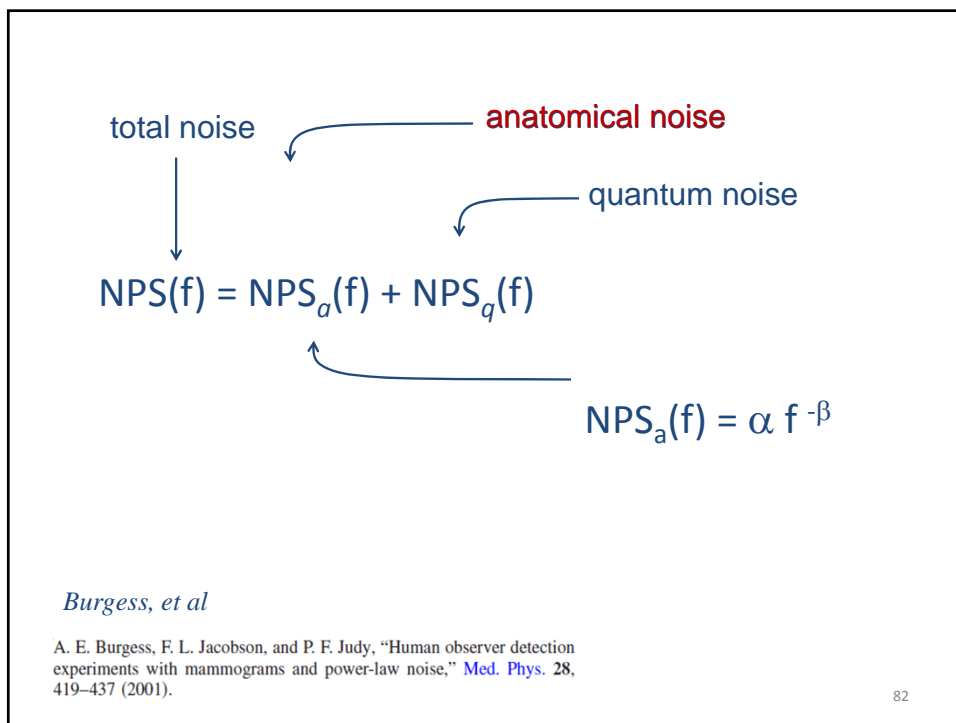 total noise
anatomical noise
quantum noise
NPS(f) = NPSₐ(f) + NPS_q(f)
NPSₐ(f) = α f ⁻ᵝ
Burgess, et al
A. E. Burgess, F. L. Jacobson, and P. F. Judy, “Human observer detection
experiments with mammograms and power-law noise,” Med. Phys. 28,
419–437 (2001).
82